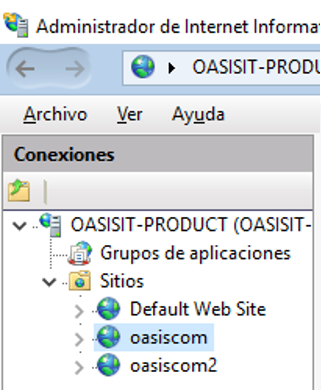 Administrador de Internet Informat
OASISIT-PRODU
Archivo Ver Ayuda
Conexiones
OASISIT-PRODUCT (OASISIT-
Grupos de aplicaciones
Sitios
Default Web Site
oasiscom
oasiscom2